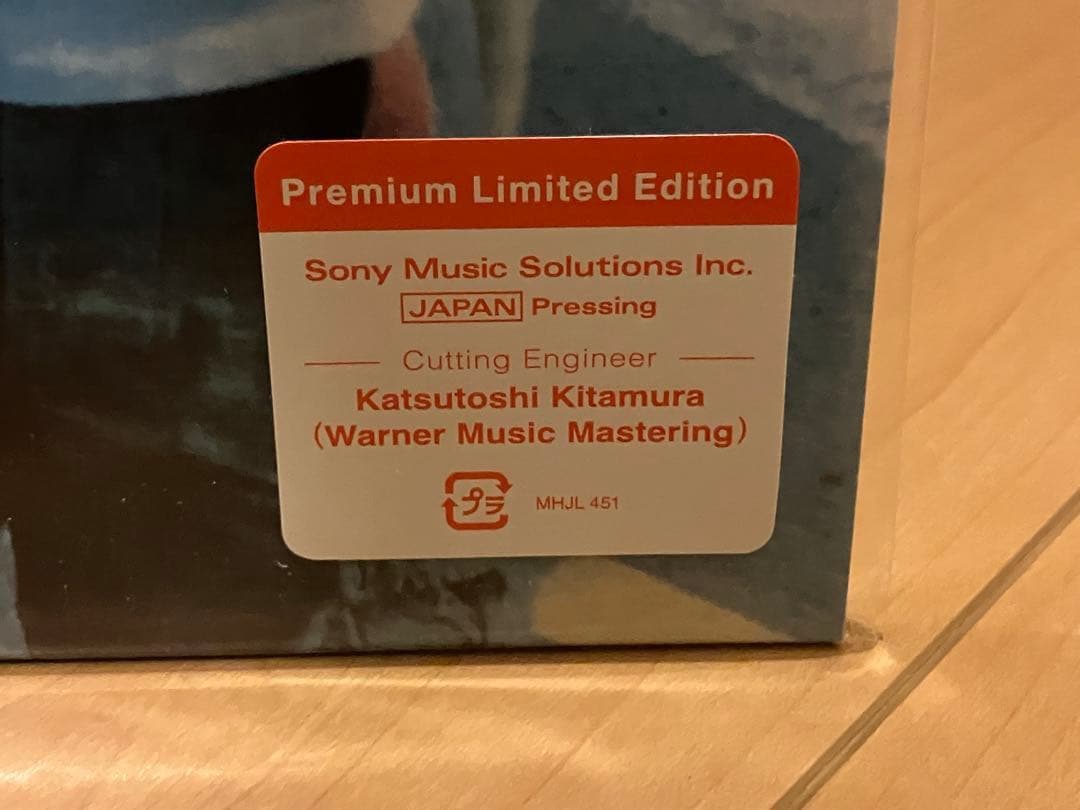 Premium Limited Edition
Sony Music Solutions Inc.
JAPAN Pressing
Cutting Engineer
Katsutoshi Kitamura
(Warner Music Mastering)
プラ MHJL 451